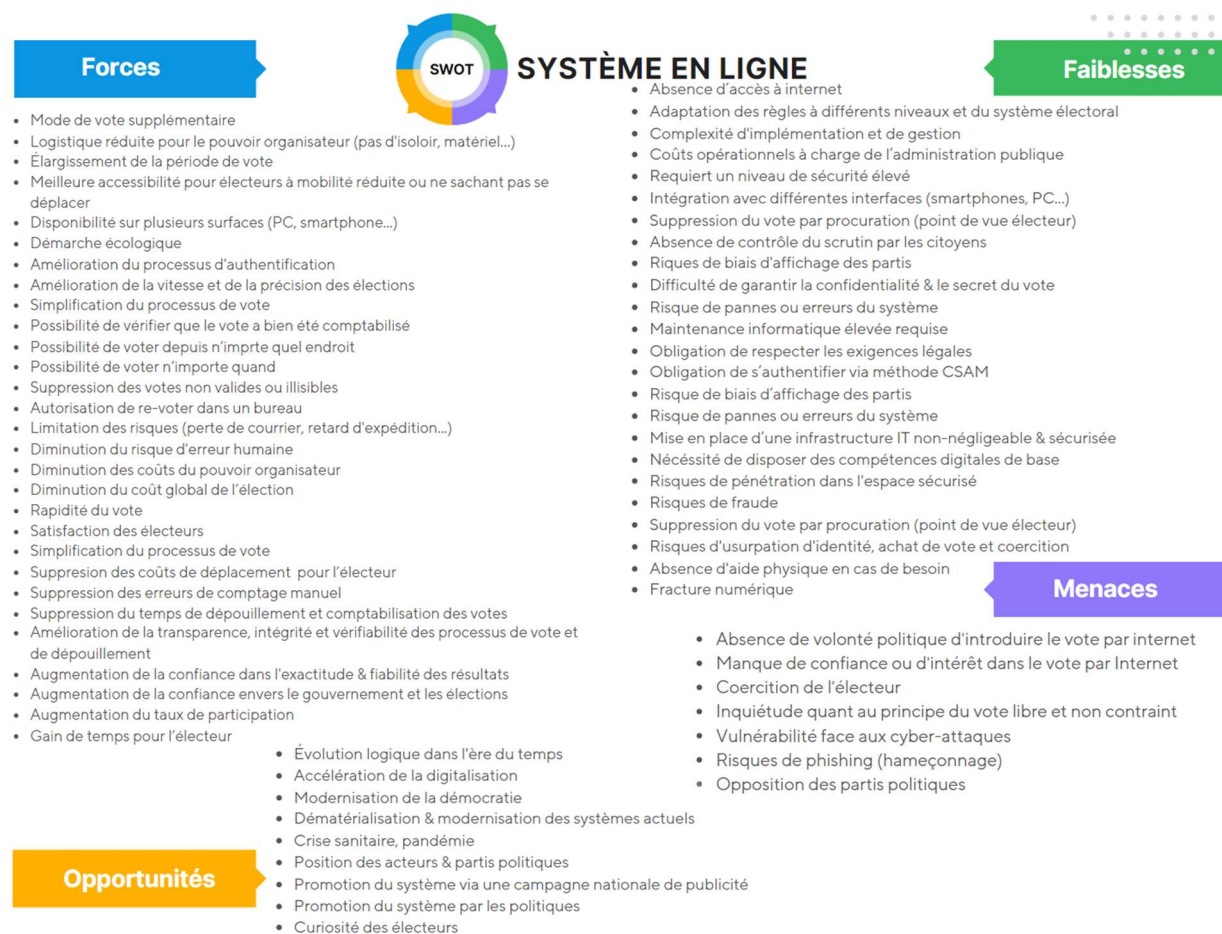 Forces
• Mode de vote supplémentaire
• Logistique réduite pour le pouvoir organisateur (pas d'isoloir, matériel...)
• Élargissement de la période de vote
• Meilleure accessibilité pour électeurs à mobilité réduite ou ne sachant pas se
déplacer
• Disponibilité sur plusieurs surfaces (PC, smartphone...)
• Démarche écologique
• Amélioration du processus d'authentification
• Amélioration de la vitesse et de la précision des élections
• Simplification du processus de vote
• Possibilité de vérifier que le vote a bien été comptabilisé
• Possibilité de voter depuis n'imprte quel endroit
• Possibilité de voter n'importe quand
• Suppression des votes non valides ou illisibles
• Autorisation de re-voter dans un bureau
• Limitation des risques (perte de courrier, retard d'expédition...)
• Diminution du risque d'erreur humaine
• Diminution des coûts du pouvoir organisateur
• Diminution du coût global de l'élection
• Rapidité du vote
• Satisfaction des électeurs
• Simplification du processus de vote
• Suppresion des coûts de déplacement pour l'électeur
• Suppression des erreurs de comptage manuel
• Suppression du temps de dépouillement et comptabilisation des votes
• Amélioration de la transparence, intégrité et vérifiabilité des processus de vote et
de dépouillement
• Augmentation de la confiance dans l'exactitude & fiabilité des résultats
• Augmentation de la confiance envers le gouvernement et les élections
• Augmentation du taux de participation
• Gain de temps pour l'électeur
SWOT
SYSTÈME EN LIGNE
Faiblesses
• Absence d'accès à internet
• Adaptation des règles à différents niveaux et du système électoral
• Complexité d'implémentation et de gestion
• Coûts opérationnels à charge de l'administration publique
• Requiert un niveau de sécurité élevé
• Intégration avec différentes interfaces (smartphones, PC...)
• Suppression du vote par procuration (point de vue électeur)
• Absence de contrôle du scrutin par les citoyens
• Riques de biais d'affichage des partis
• Difficulté de garantir la confidentialité & le secret du vote
• Risque de pannes ou erreurs du système
• Maintenance informatique élevée requise
• Obligation de respecter les exigences légales
• Obligation de s'authentifier via méthode CSAM
• Risque de biais d'affichage des partis
• Risque de pannes ou erreurs du système
• Mise en place d'une infrastructure IT non-négligeable & sécurisée
• Nécéssité de disposer des compétences digitales de base
• Risques de pénétration dans l'espace sécurisé
• Risques de fraude
• Suppression du vote par procuration (point de vue électeur)
• Risques d'usurpation d'identité, achat de vote et coercition
• Absence d'aide physique en cas de besoin
• Fracture numérique
Menaces
• Absence de volonté politique d'introduire le vote par internet
• Manque de confiance ou d'intérêt dans le vote par Internet
• Coercition de l'électeur
• Inquiétude quant au principe du vote libre et non contraint
• Vulnérabilité face aux cyber-attaques
• Risques de phishing (hameçonnage)
• Opposition des partis politiques
Opportunités
• Évolution logique dans l'ère du temps
• Accélération de la digitalisation
• Modernisation de la démocratie
• Dématérialisation & modernisation des systèmes actuels
• Crise sanitaire, pandémie
• Position des acteurs & partis politiques
• Promotion du système via une campagne nationale de publicité
• Promotion du système par les politiques
• Curiosité des électeurs